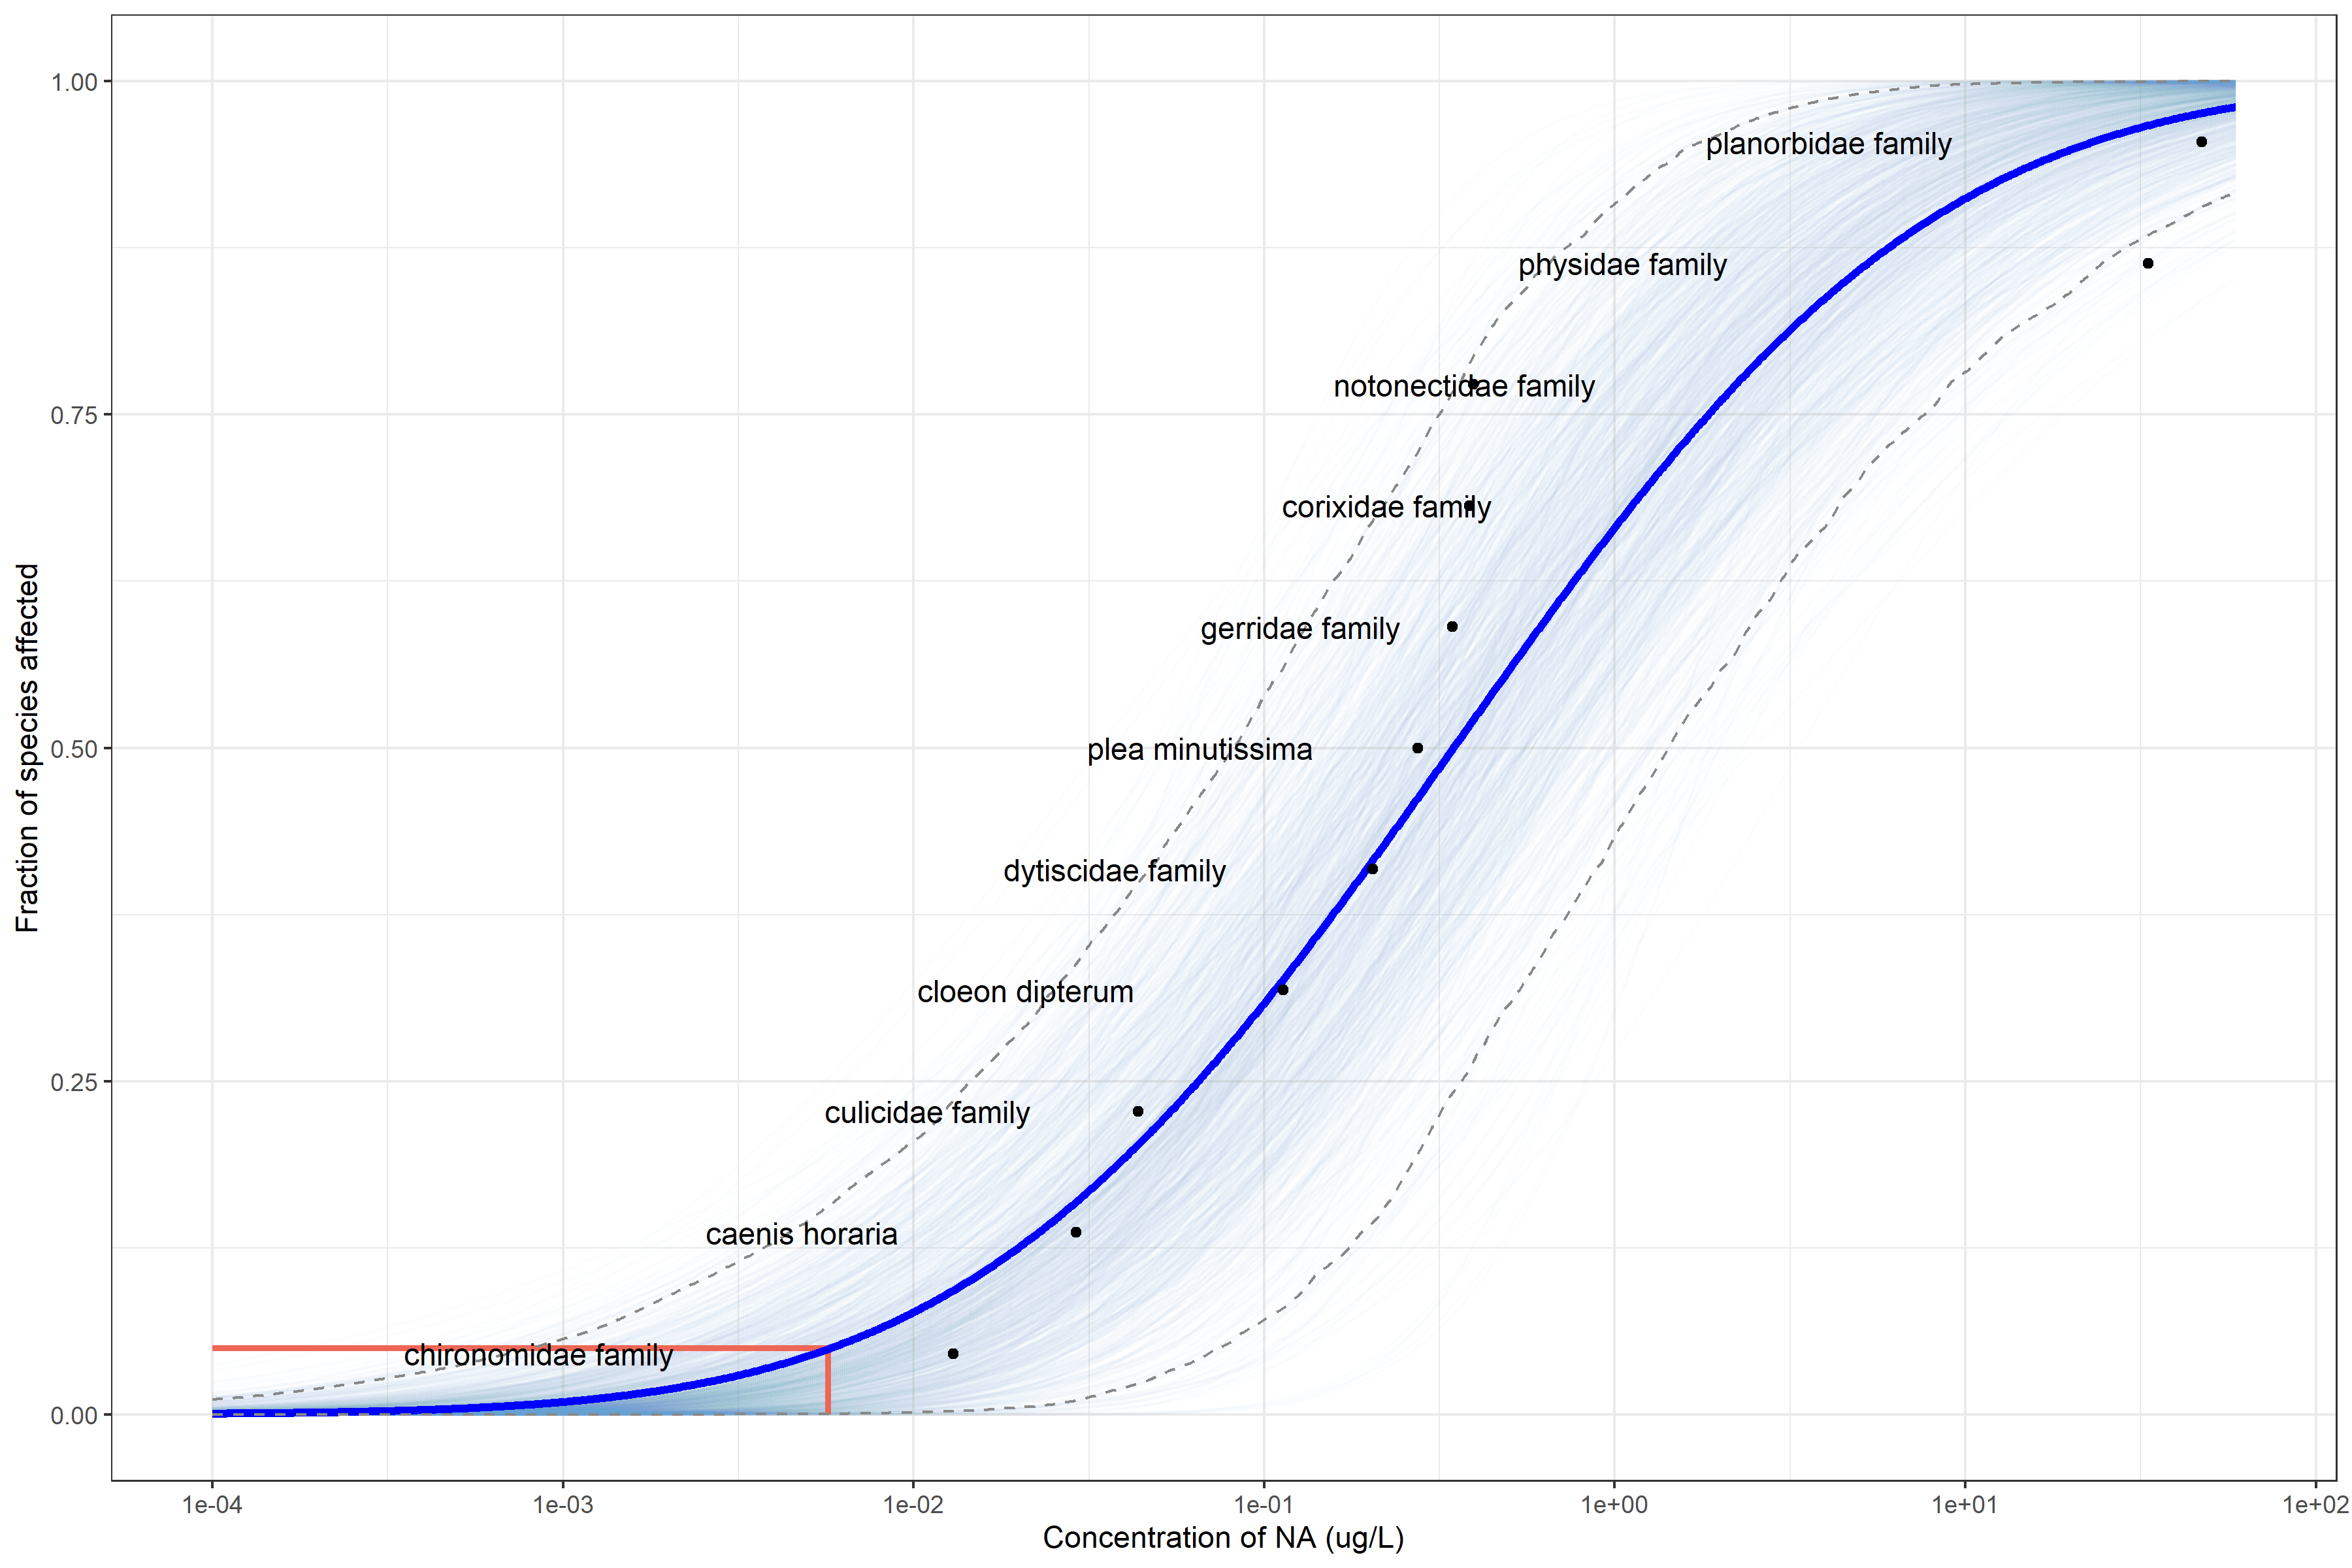 1.00
planorbidae family
physidae family
notonectidae family
0.75
corixidae family
gerridae family
Fraction of species affected
0.50
plea minutissima
dytiscidae family
cloeon dipterum
0.25
culicidae family
caenis horaria
chironomidae family
0.00
1e-04 1e-03 1e-02 1e-01 1e+00 1e+01 1e+02
Concentration of NA (ug/L)